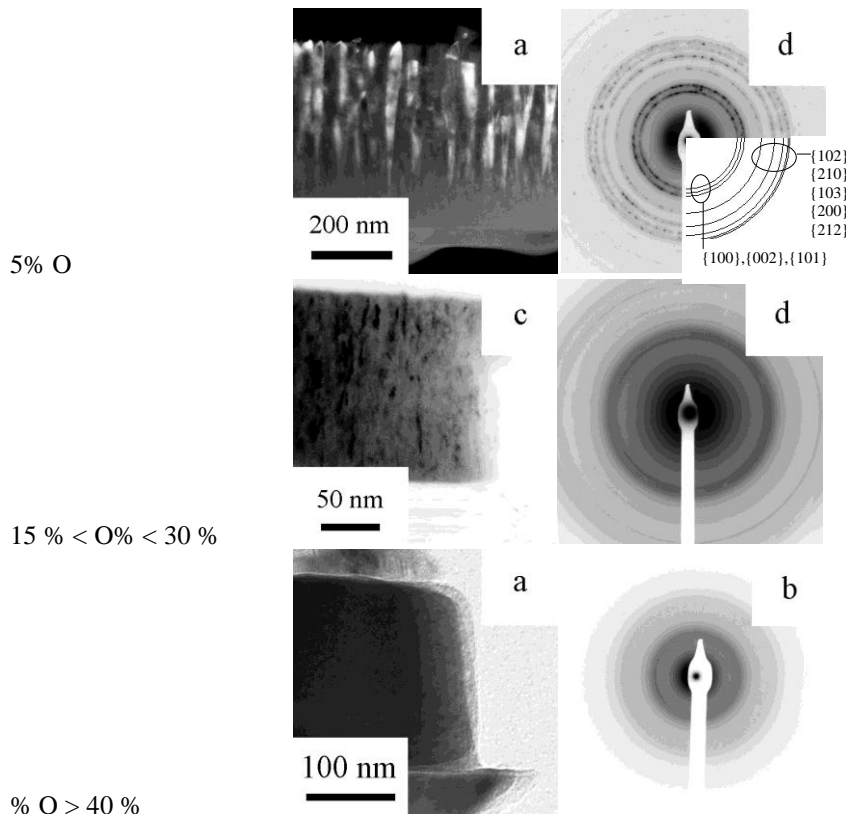 a
d
{102}
{210}
{103}
{200}
{212}
200 nm
{100},{002},{101}
5% O
c
d
50 nm
15 % < O% < 30 %
a
b
100 nm
% O > 40 %